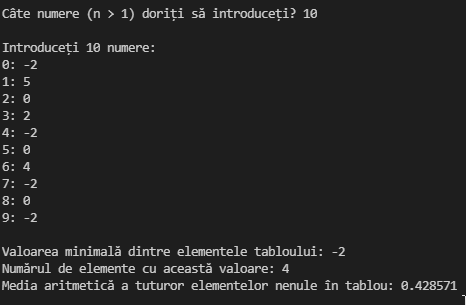 Câte numere (n > 1) doriți să introduceți? 10
Introduceți 10 numere:
0: -2
1: 5
2: 0
3: 2
4: -2
5: 0
6: 4
7: -2
8: 0
9: -2
Valoarea minimală dintre elementele tabloului: -2
Numărul de elemente cu această valoare: 4
Media aritmetică a tuturor elementelor nenule în tablou: 0.428571